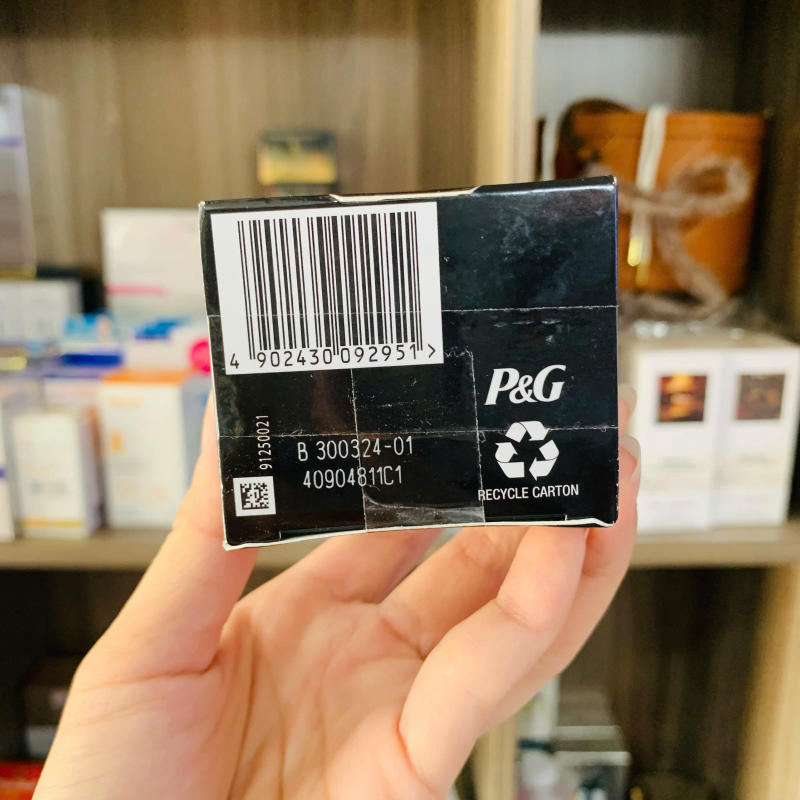 4 902430 092951 >
P&G
91250021
B 300324-01
40904811C1
RECYCLE CARTON